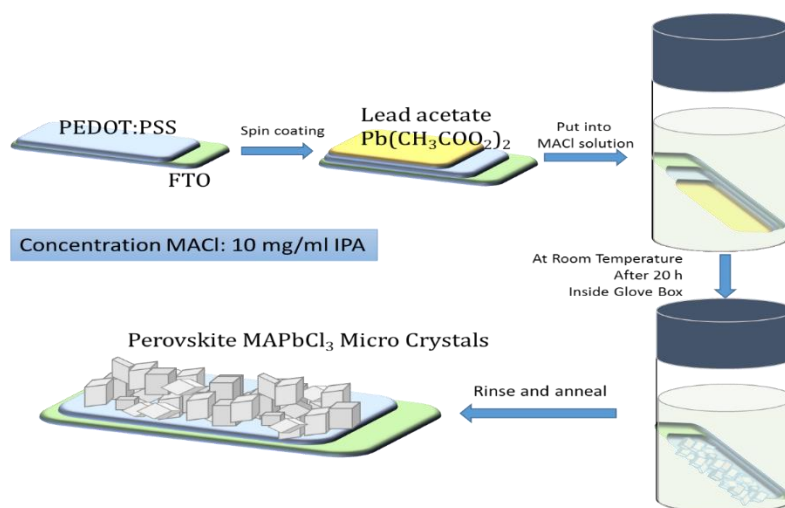 PEDOT:PSS
FTO
Spin coating
Lead acetate
Pb(CH₃COO₂)₂
Put into
MACl solution
Concentration MACl: 10 mg/ml IPA
At Room Temperature
After 20 h
Inside Glove Box
Perovskite MAPbCl₃ Micro Crystals
Rinse and anneal